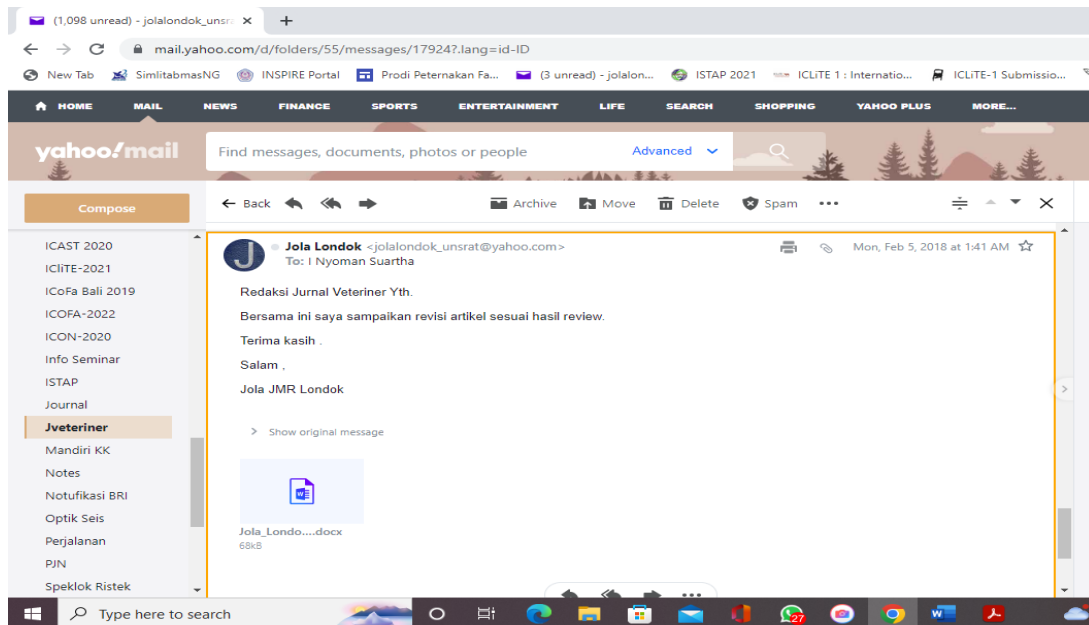 (1,098 unread) - jolalondok_unsra
mail.yahoo.com/d/folders/55/messages/17924?.lang=id-ID
New Tab SimlitabmasNG INSPIRE Portal Prodi Peternakan Fa... (3 unread) - jolalon... ISTAP 2021 ICLiTE 1 : Internatio... ICLiTE-1 Submissio...
HOME MAIL NEWS FINANCE SPORTS ENTERTAINMENT LIFE SEARCH SHOPPING YAHOO PLUS MORE...
yahoo!mail Find messages, documents, photos or people Advanced
Compose Back Archive Move Delete Spam
ICAST 2020
ICliTE-2021
ICoFa Bali 2019
ICOFA-2022
ICON-2020
Info Seminar
ISTAP
Journal
Jveteriner
Mandiri KK
Notes
Notufikasi BRI
Optik Seis
Perjalanan
PJN
Speklok Ristek
J
Jola Londok <jolalondok_unsrat@yahoo.com> Mon, Feb 5, 2018 at 1:41 AM
To: I Nyoman Suartha
Redaksi Jurnal Veteriner Yth.
Bersama ini saya sampaikan revisi artikel sesuai hasil review.
Terima kasih .
Salam ,
Jola JMR Londok
Show original message
W
Jola_Londo....docx
68kB
Type here to search 27 W